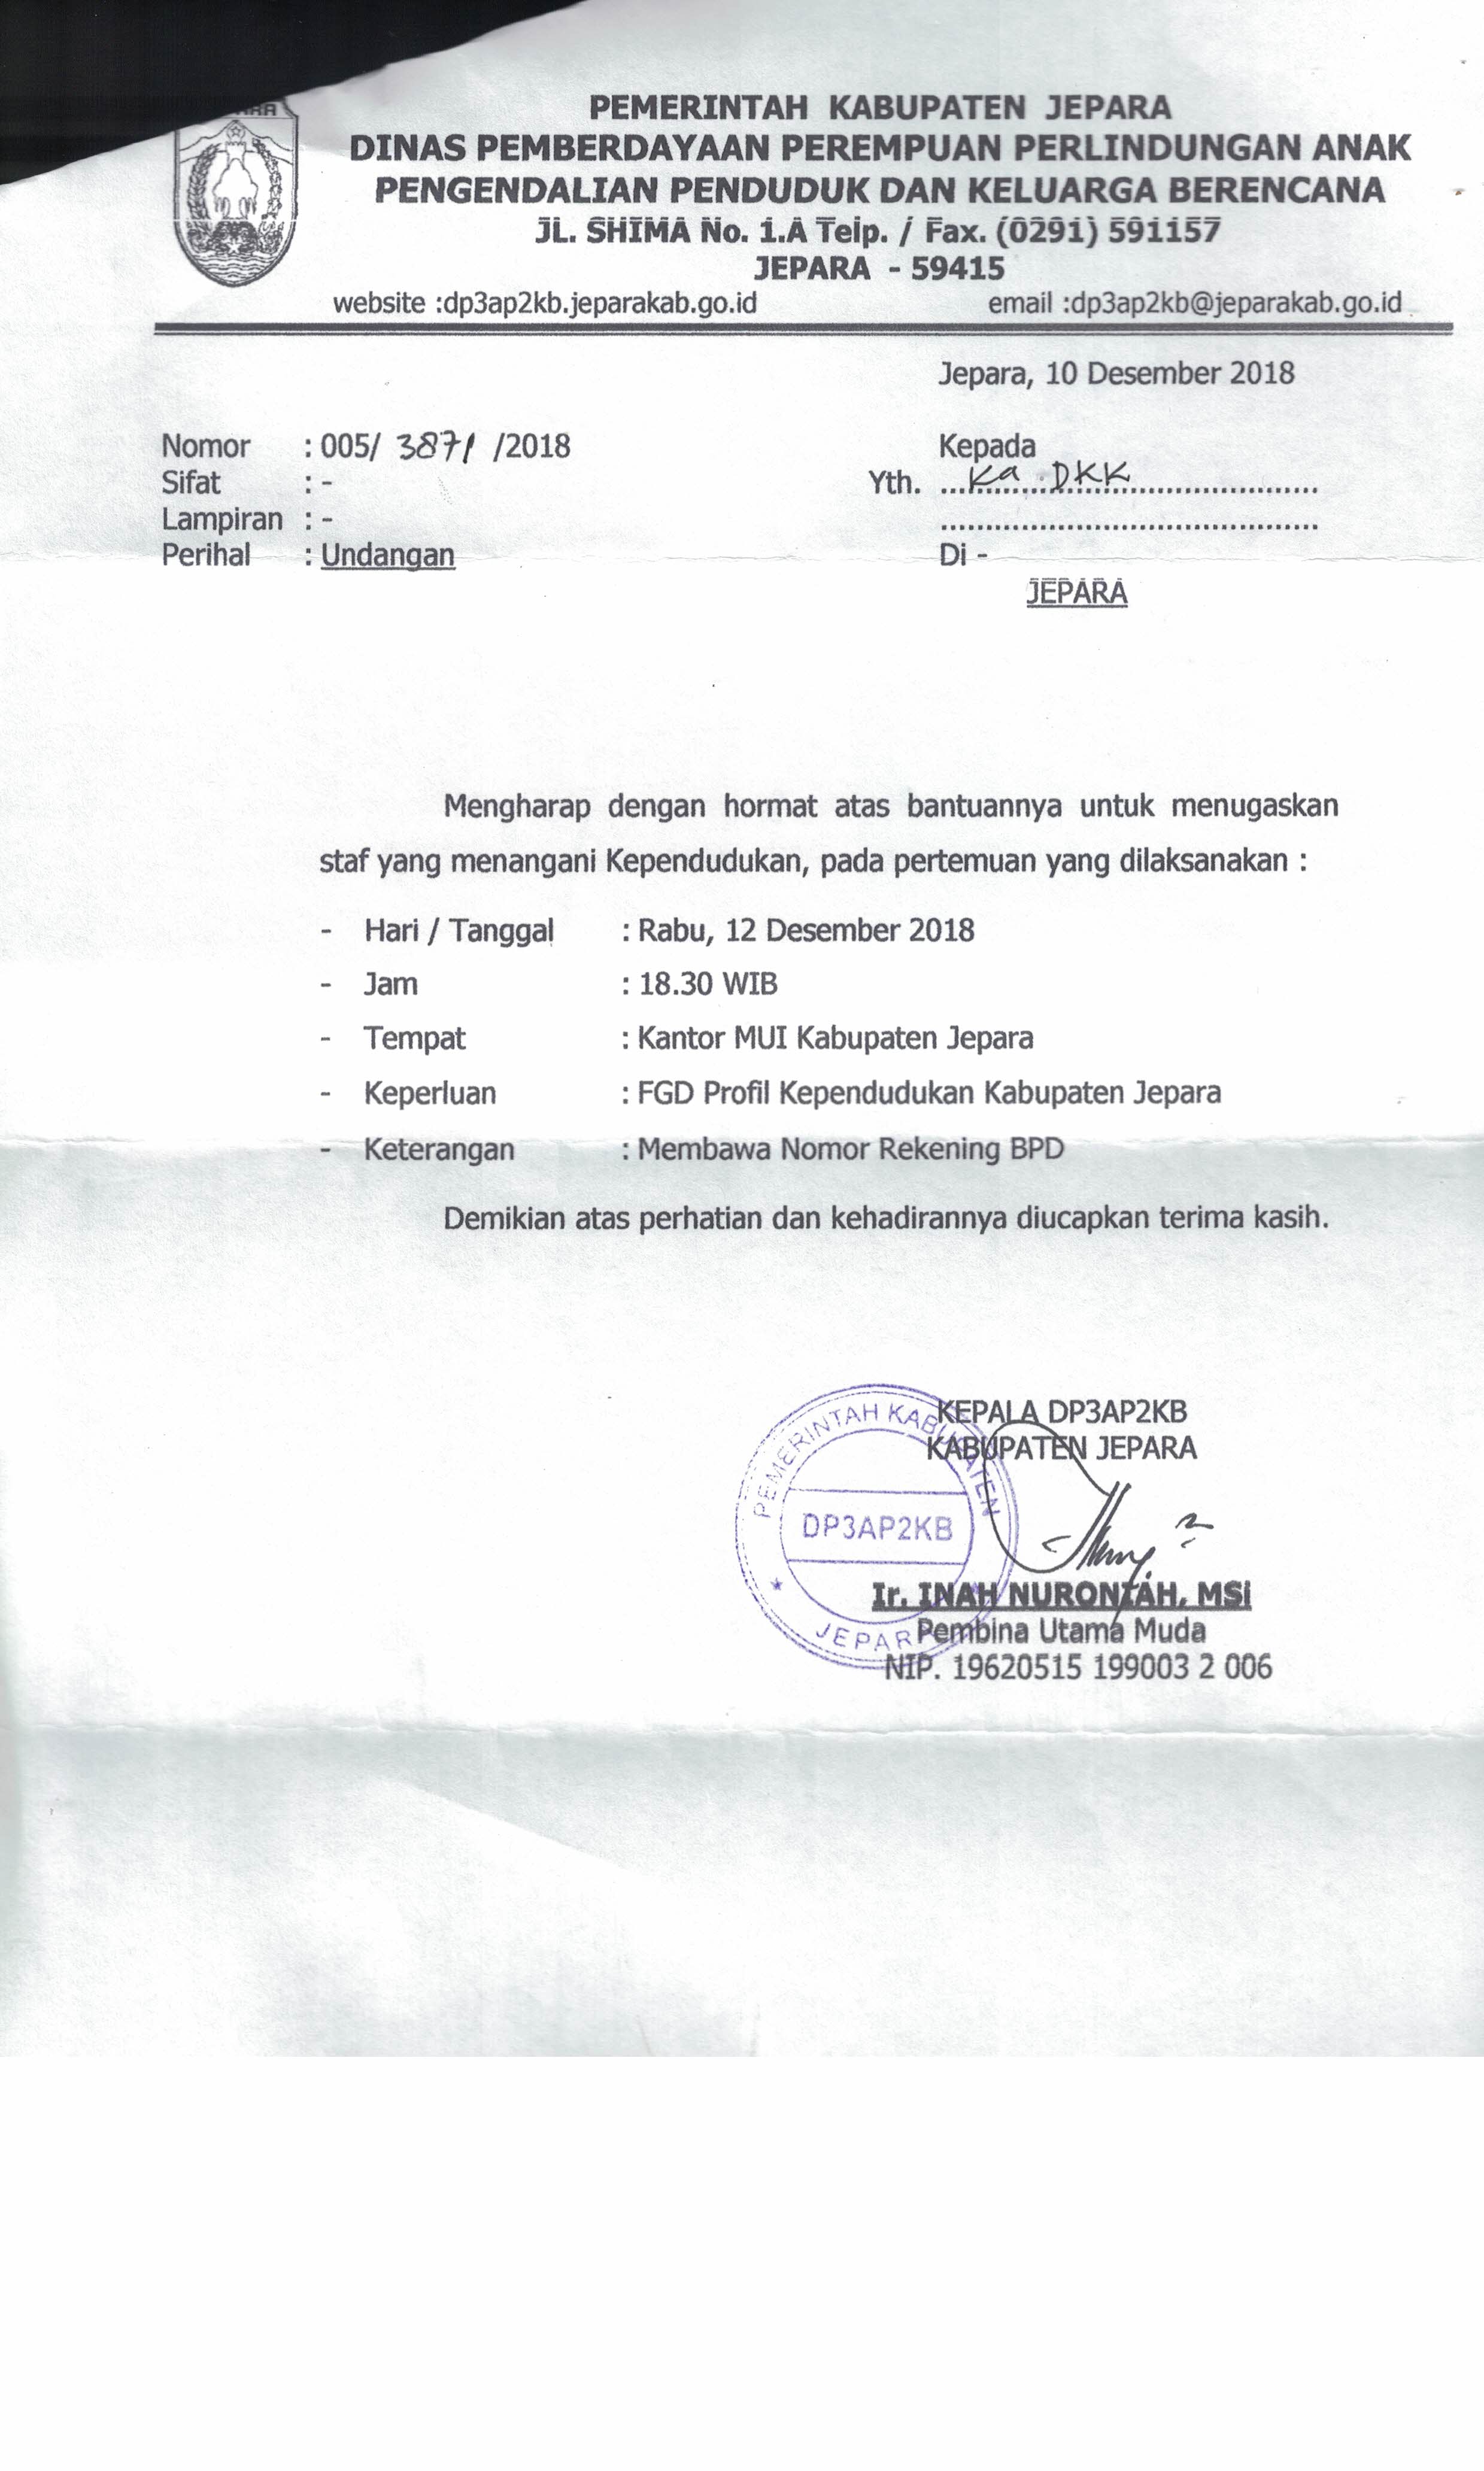 PEMERINTAH KABUPATEN JEPARA
DINAS PEMBERDAYAAN PEREMPUAN PERLINDUNGAN ANAK
PENGENDALIAN PENDUDUK DAN KELUARGA BERENCANA
JL. SHIMA No. 1.A Telp. / Fax. (0291) 591157
JEPARA - 59415
website :dp3ap2kb.jeparakab.go.id email :dp3ap2kb@jeparakab.go.id
Jepara, 10 Desember 2018
Nomor : 005/ 3871 /2018 Kepada
Sifat : - Yth. Ka DKK
Lampiran : -
Perihal : Undangan Di -
JEPARA
Mengharap dengan hormat atas bantuannya untuk menugaskan
staf yang menangani Kependudukan, pada pertemuan yang dilaksanakan :
- Hari / Tanggal : Rabu, 12 Desember 2018
- Jam : 18.30 WIB
- Tempat : Kantor MUI Kabupaten Jepara
- Keperluan : FGD Profil Kependudukan Kabupaten Jepara
- Keterangan : Membawa Nomor Rekening BPD
Demikian atas perhatian dan kehadirannya diucapkan terima kasih.
KEPALA DP3AP2KB
KABUPATEN JEPARA
PEMERINTAH KABUPATEN
DP3AP2KB
JEPARA
Ir. INAH NURONIAH, MSi
Pembina Utama Muda
NIP. 19620515 199003 2 006